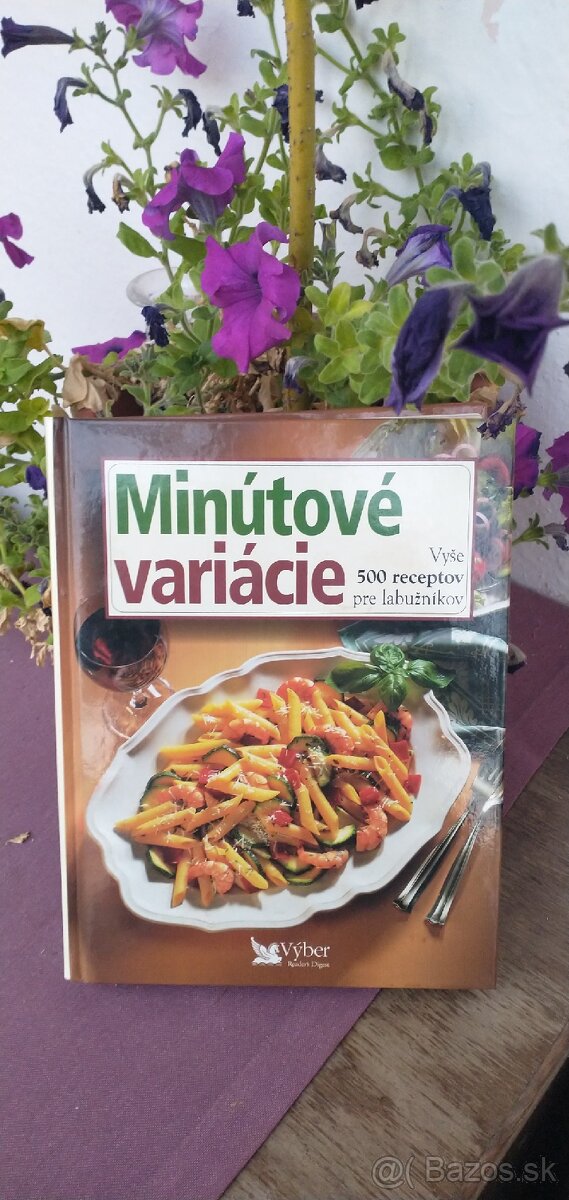 Minútové
variácie
Vyše
500 receptov
pre labužníkov
Výber
Reader's Digest
@( Bazos.sk